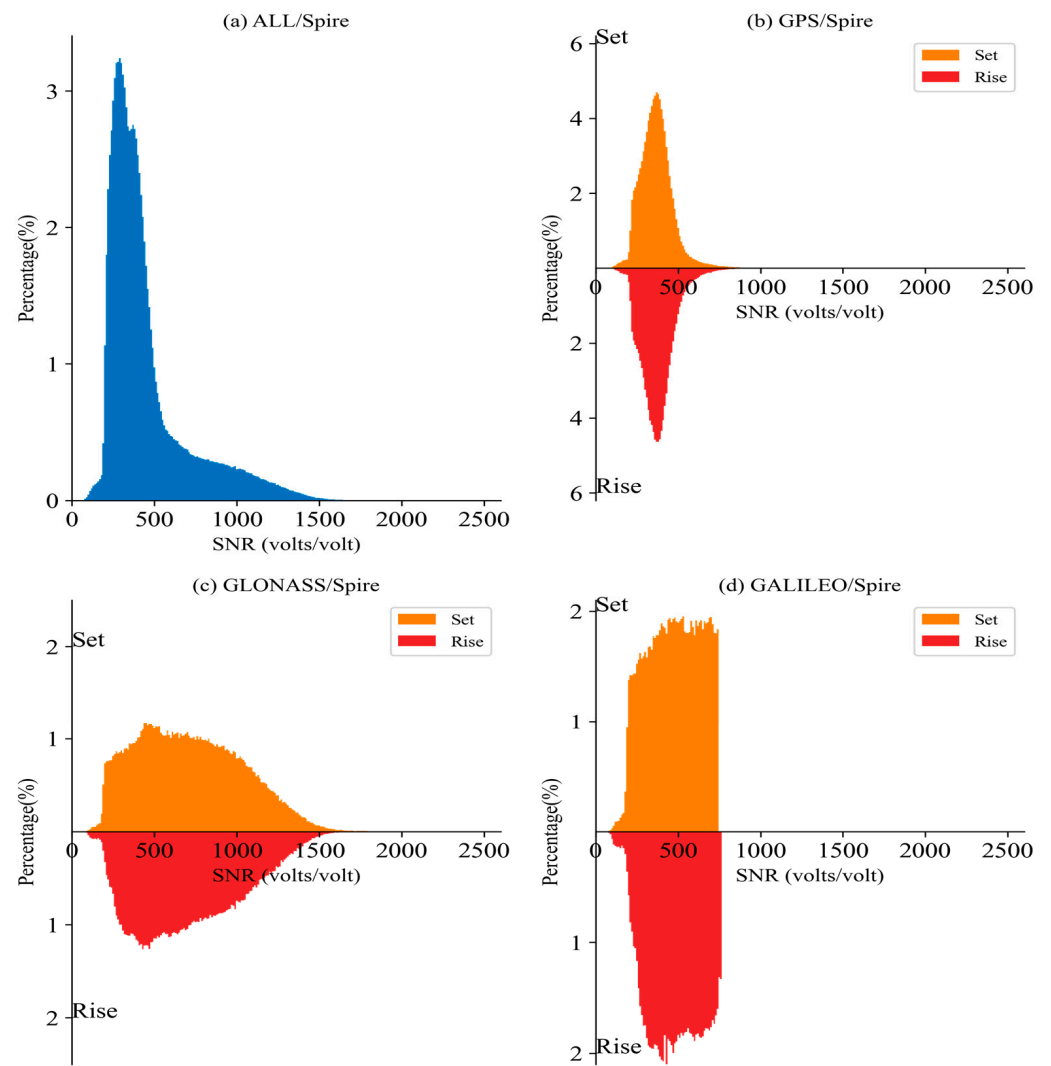 (a) ALL/Spire
3
2
1
0
Percentage(%)
0 500 1000 1500 2000 2500
SNR (volts/volt)
(b) GPS/Spire
6 Set
Set
Rise
4
2
Percentage(%)
0 500 1000 1500 2000 2500
SNR (volts/volt)
2
4
Rise
6
(c) GLONASS/Spire
Set
Rise
Set
2
1
Percentage(%)
0 500 1000 1500 2000 2500
SNR (volts/volt)
1
Rise
2
(d) GALILEO/Spire
2 Set
Set
Rise
1
Percentage(%)
0 500 1000 1500 2000 2500
SNR (volts/volt)
1
Rise
2